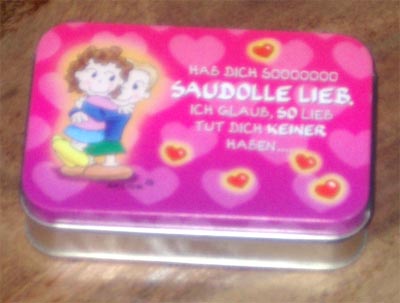 HAB DICH SOOOOOOO
SAUDOLLE LIEB.
ICH GLAUB, SO LIEB
TUT DICH KEINER
HABEN....